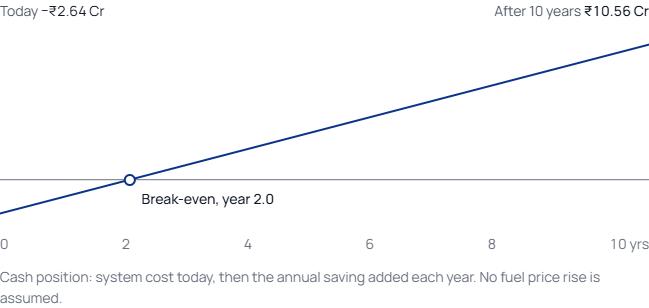 Today −₹2.64 Cr
After 10 years ₹10.56 Cr
Break-even, year 2.0
0 2 4 6 8 10 yrs
Cash position: system cost today, then the annual saving added each year. No fuel price rise is
assumed.